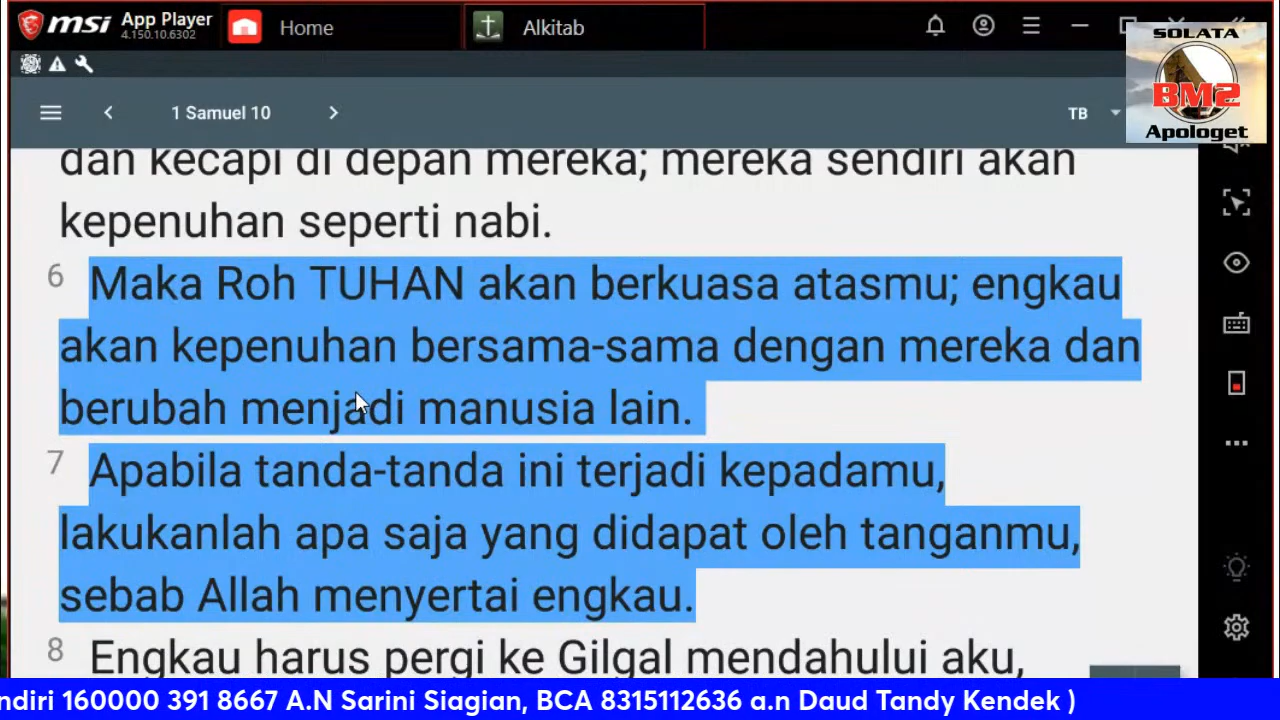 msi App Player
4.150.10.6302
Home
Alkitab
SOLATA
BM2
Apologet
1 Samuel 10
TB
dan kecapi di depan mereka; mereka sendiri akan
kepenuhan seperti nabi.
6 Maka Roh TUHAN akan berkuasa atasmu; engkau
akan kepenuhan bersama-sama dengan mereka dan
berubah menjadi manusia lain.
7 Apabila tanda-tanda ini terjadi kepadamu,
lakukanlah apa saja yang didapat oleh tanganmu,
sebab Allah menyertai engkau.
8 Engkau harus pergi ke Gilgal mendahului aku,
ndiri 160000 391 8667 A.N Sarini Siagian, BCA 8315112636 a.n Daud Tandy Kendek )